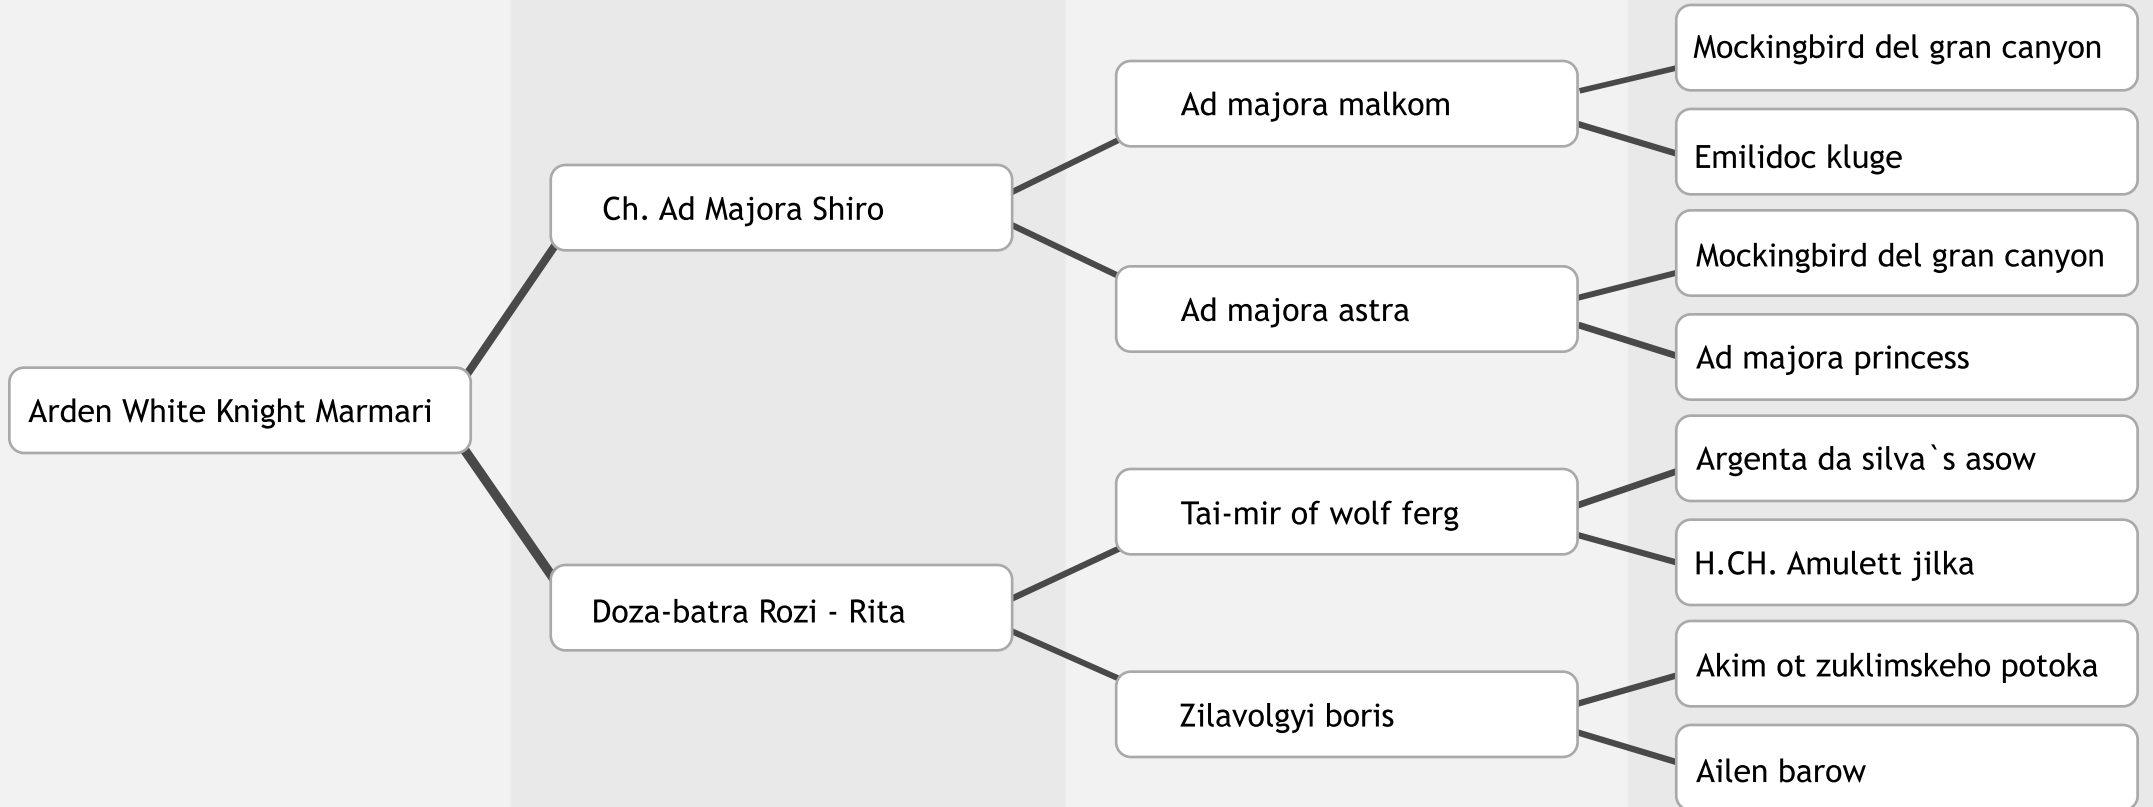 Arden White Knight Marmari
Ch. Ad Majora Shiro
Doza-batra Rozi - Rita
Ad majora malkom
Ad majora astra
Tai-mir of wolf ferg
Zilavolgyi boris
Mockingbird del gran canyon
Emilidoc kluge
Mockingbird del gran canyon
Ad majora princess
Argenta da silva`s asow
H.CH. Amulett jilka
Akim ot zuklimskeho potoka
Ailen barow